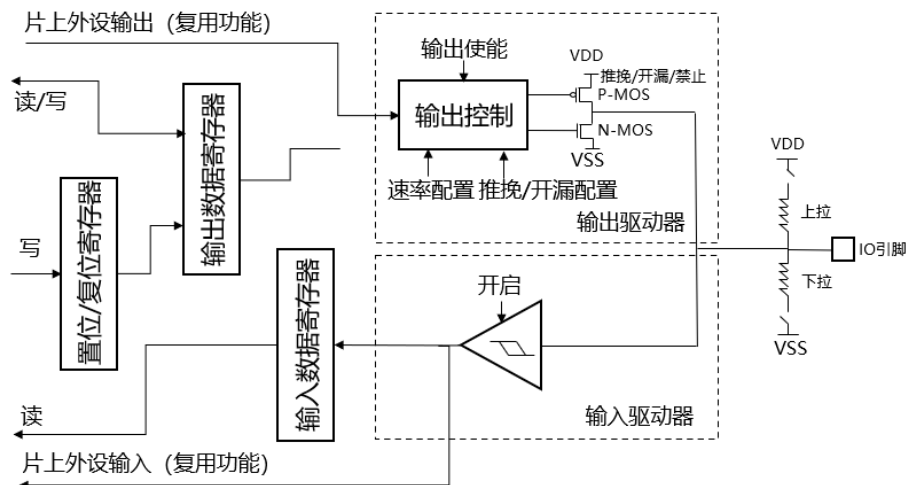 片上外设输出（复用功能）
输出使能
VDD
推挽/开漏/禁止
P-MOS
读/写
输出控制
N-MOS
VSS
输出数据寄存器
速率配置 推挽/开漏配置
VDD
置位/复位寄存器
输出驱动器
上拉
写
IO引脚
输入数据寄存器
开启
下拉
VSS
读
输入驱动器
片上外设输入（复用功能）